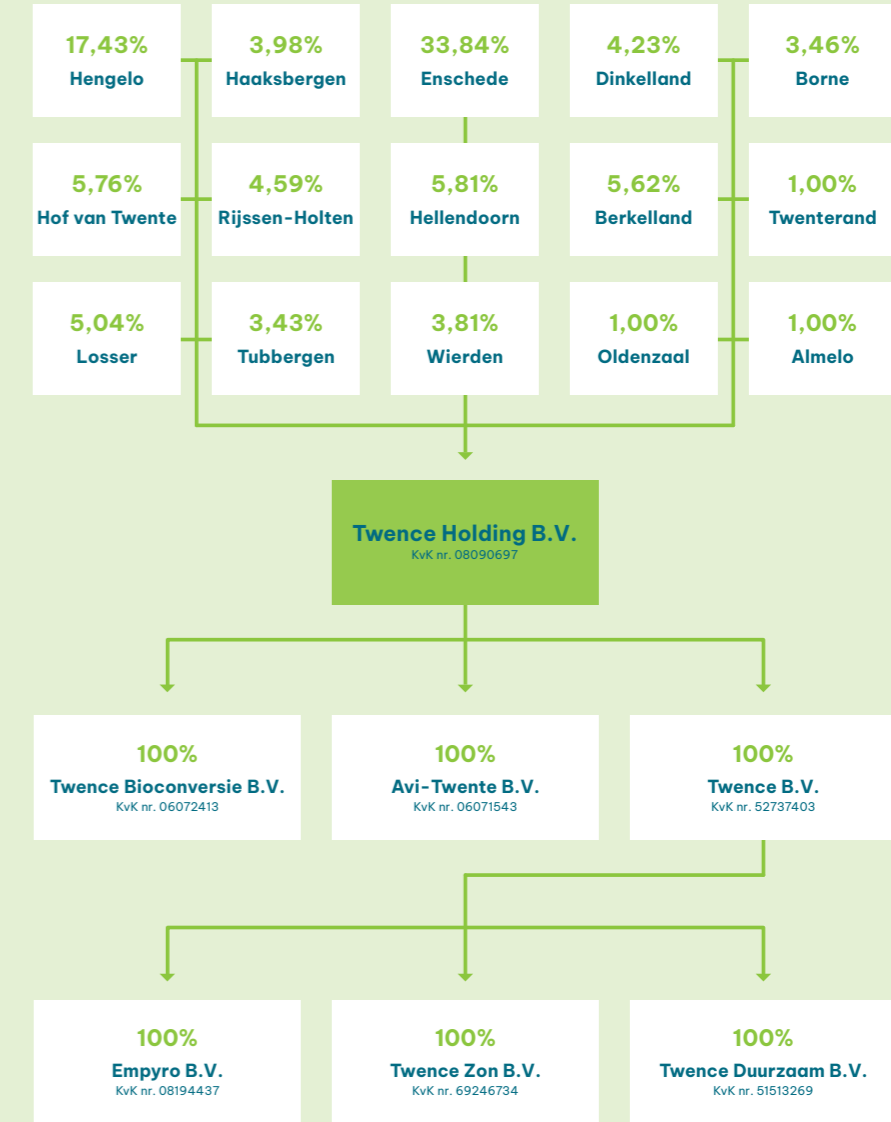 17,43%
Hengelo
3,98%
Haaksbergen
33,84%
Enschede
4,23%
Dinkelland
3,46%
Borne
5,76%
Hof van Twente
4,59%
Rijssen-Holten
5,81%
Hellendoorn
5,62%
Berkelland
1,00%
Twenterand
5,04%
Losser
3,43%
Tubbergen
3,81%
Wierden
1,00%
Oldenzaal
1,00%
Almelo
Twence Holding B.V.
KvK nr. 08090697
100%
Twence Bioconversie B.V.
KvK nr. 06072413
100%
Avi-Twente B.V.
KvK nr. 06071543
100%
Twence B.V.
KvK nr. 52737403
100%
Empyro B.V.
KvK nr. 08194437
100%
Twence Zon B.V.
KvK nr. 69246734
100%
Twence Duurzaam B.V.
KvK nr. 51513269